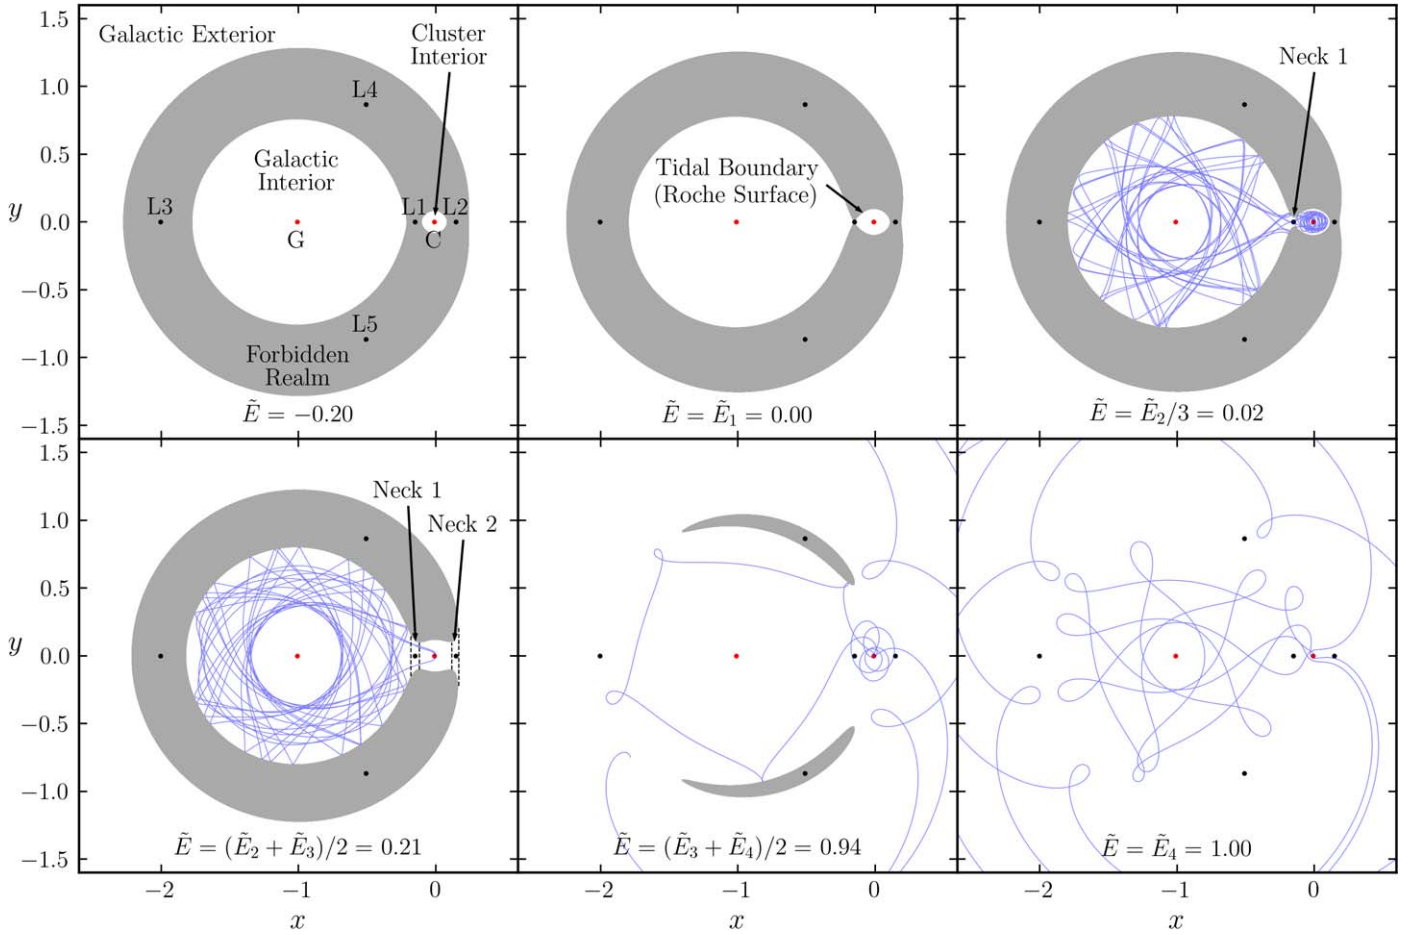 1.5
1.0
0.5
0.0
−0.5
−1.0
−1.5
y
Galactic Exterior
Cluster
Interior
L4
Galactic
Interior
L3
L1
L2
G
C
L5
Forbidden
Realm
Ẽ = −0.20
Tidal Boundary
(Roche Surface)
Ẽ = Ẽ₁ = 0.00
Neck 1
Ẽ = Ẽ₂/3 = 0.02
1.5
1.0
0.5
0.0
−0.5
−1.0
−1.5
y
Neck 1
Neck 2
Ẽ = (Ẽ₂ + Ẽ₃)/2 = 0.21
Ẽ = (Ẽ₃ + Ẽ₄)/2 = 0.94
Ẽ = Ẽ₄ = 1.00
−2
−1
0
−2
−1
0
−2
−1
0
x
x
x